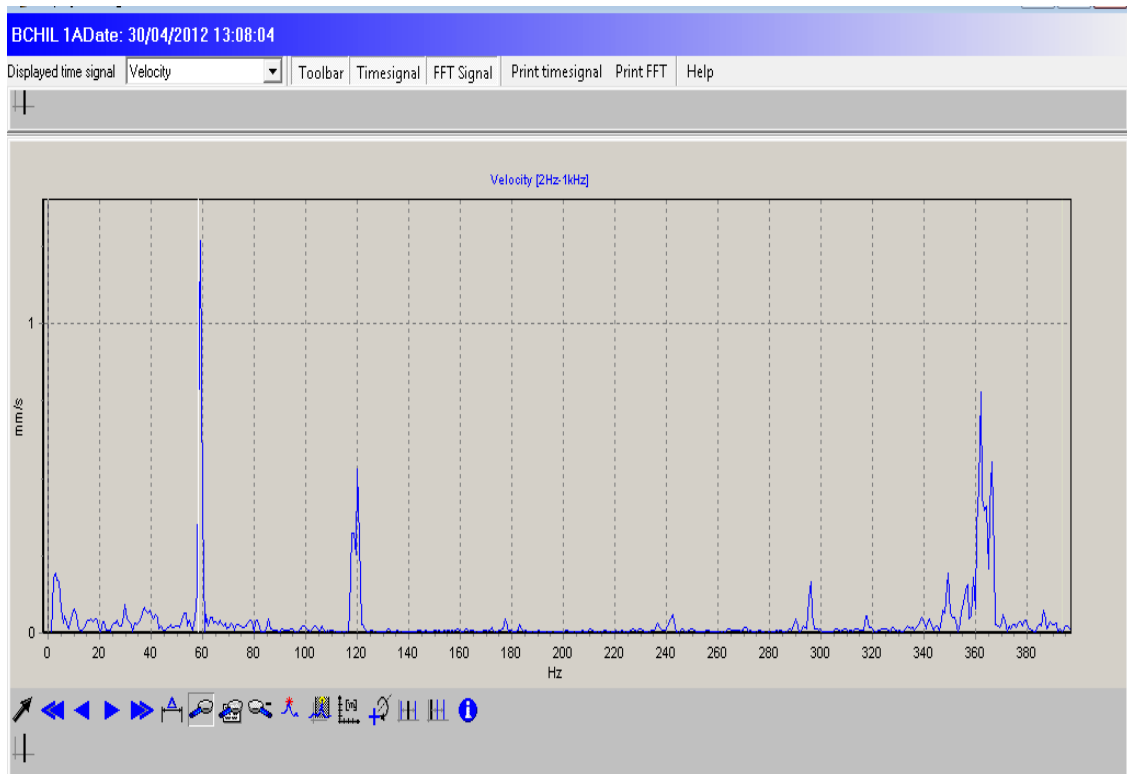 BCHIL 1ADate: 30/04/2012 13:08:04
Displayed time signal Velocity Toolbar Timesignal FFT Signal Print timesignal Print FFT Help
Velocity [2Hz-1kHz]
1
mm/s
0
0 20 40 60 80 100 120 140 160 180 200 220 240 260 280 300 320 340 360 380
Hz